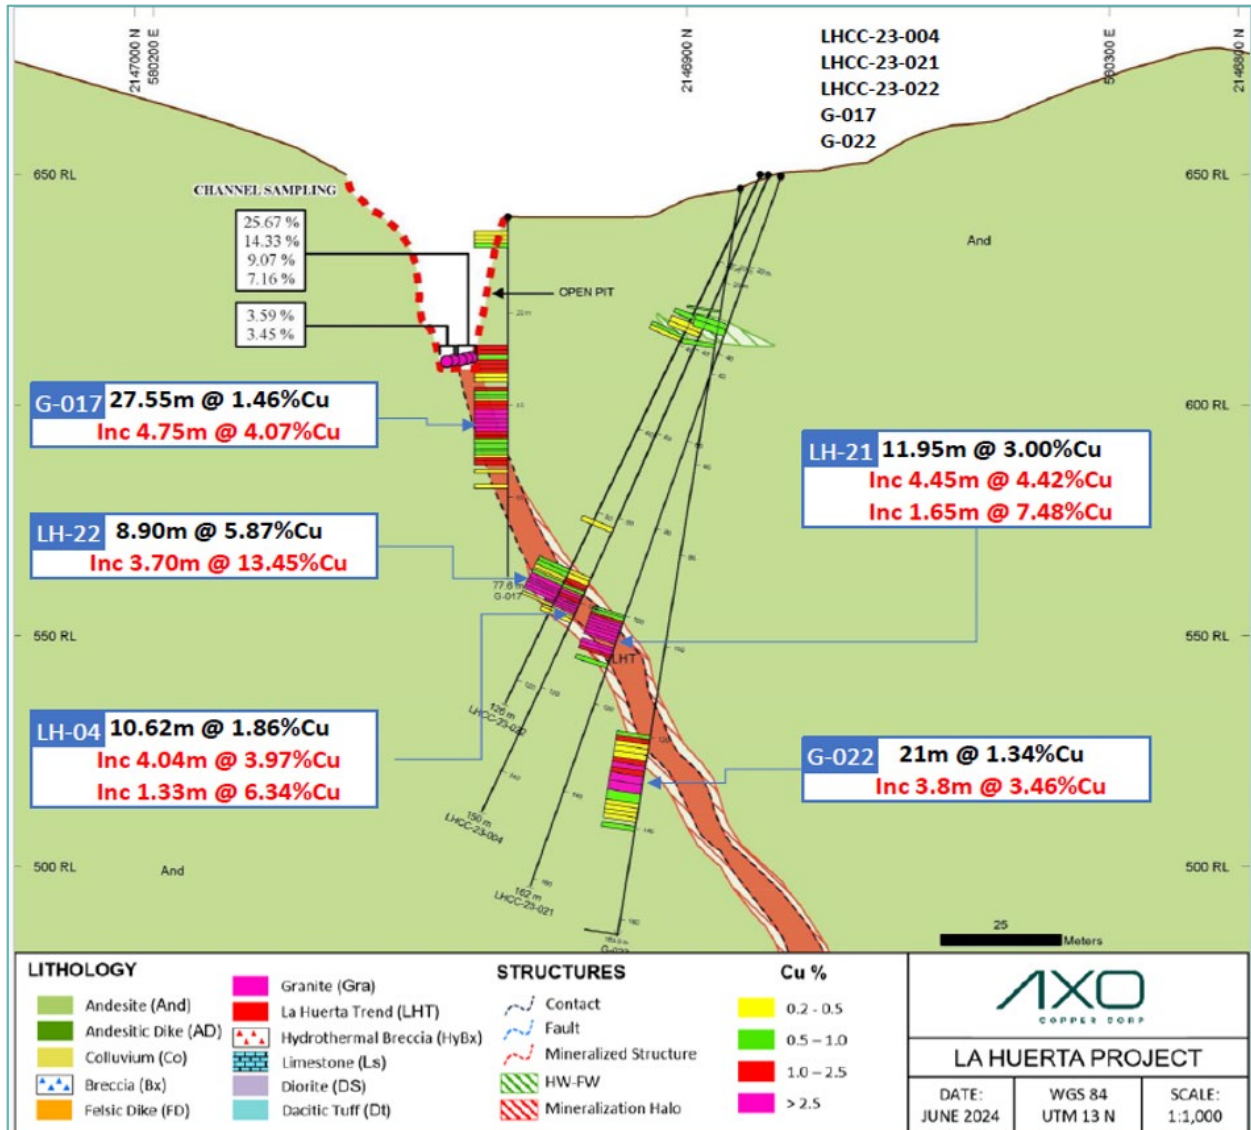 2147000 N
580200 E
2146900 N
580300 E
2146800 N
LHCC-23-004
LHCC-23-021
LHCC-23-022
G-017
G-022
650 RL
650 RL
CHANNEL SAMPLING
25.67 %
14.33 %
9.07 %
7.16 %
3.59 %
3.45 %
OPEN PIT
And
600 RL
600 RL
G-017 27.55m @ 1.46%Cu
Inc 4.75m @ 4.07%Cu
LH-21 11.95m @ 3.00%Cu
Inc 4.45m @ 4.42%Cu
Inc 1.65m @ 7.48%Cu
LH-22 8.90m @ 5.87%Cu
Inc 3.70m @ 13.45%Cu
77.6 m
G-017
550 RL
550 RL
LHT
126 m
LHCC-23-022
LH-04 10.62m @ 1.86%Cu
Inc 4.04m @ 3.97%Cu
Inc 1.33m @ 6.34%Cu
G-022 21m @ 1.34%Cu
Inc 3.8m @ 3.46%Cu
150 m
LHCC-23-004
162 m
LHCC-23-021
500 RL
500 RL
And
25
Meters
LITHOLOGY
Andesite (And)
Andesitic Dike (AD)
Colluvium (Co)
Breccia (Bx)
Felsic Dike (FD)
Granite (Gra)
La Huerta Trend (LHT)
Hydrothermal Breccia (HyBx)
Limestone (Ls)
Diorite (DS)
Dacitic Tuff (Dt)
STRUCTURES
Contact
Fault
Mineralized Structure
HW-FW
Mineralization Halo
Cu %
0.2 - 0.5
0.5 – 1.0
1.0 – 2.5
> 2.5
AXO
COPPER CORP
LA HUERTA PROJECT
DATE:
JUNE 2024
WGS 84
UTM 13 N
SCALE:
1:1,000